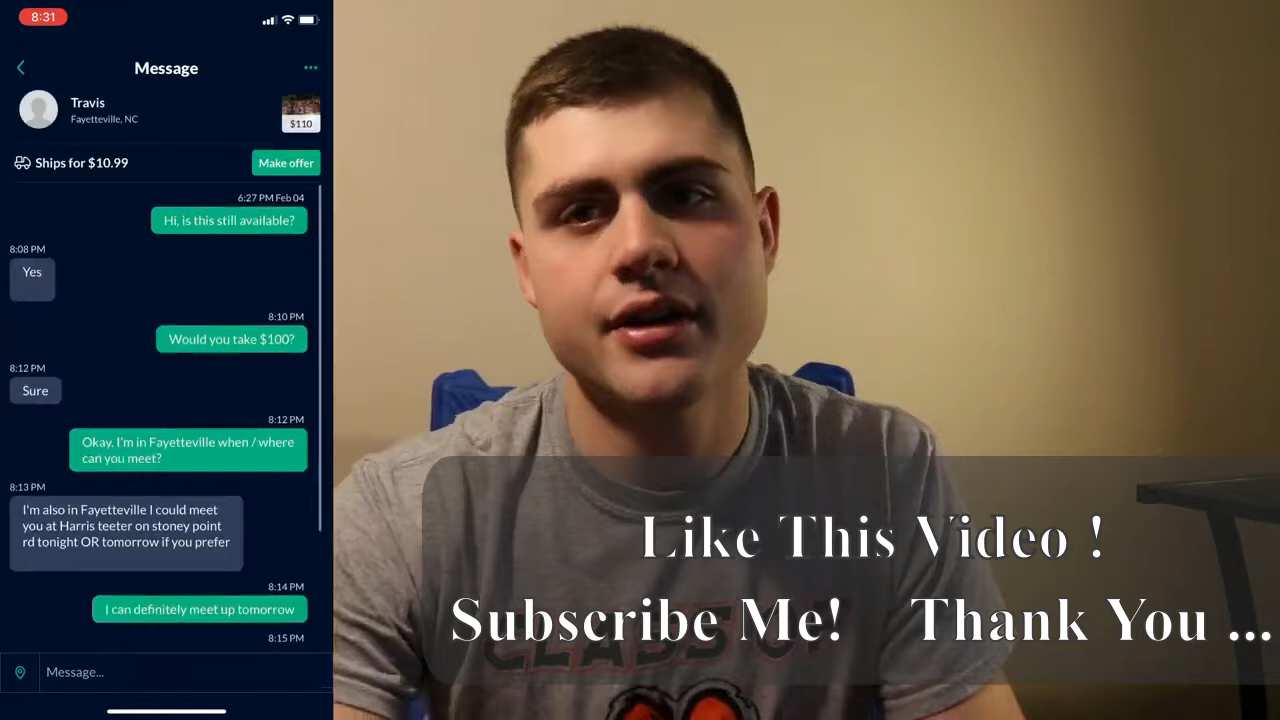 8:31
Message
Travis
Fayetteville, NC
$110
Ships for $10.99
Make offer
6:27 PM Feb 04
Hi, is this still available?
8:08 PM
Yes
8:10 PM
Would you take $100?
8:12 PM
Sure
8:12 PM
Okay. I'm in Fayetteville when / where
can you meet?
8:13 PM
I'm also in Fayetteville I could meet
you at Harris teeter on stoney point
rd tonight OR tomorrow if you prefer
8:14 PM
I can definitely meet up tomorrow
8:15 PM
Message...
Like This Video !
Subscribe Me! Thank You ...
CLASS OF